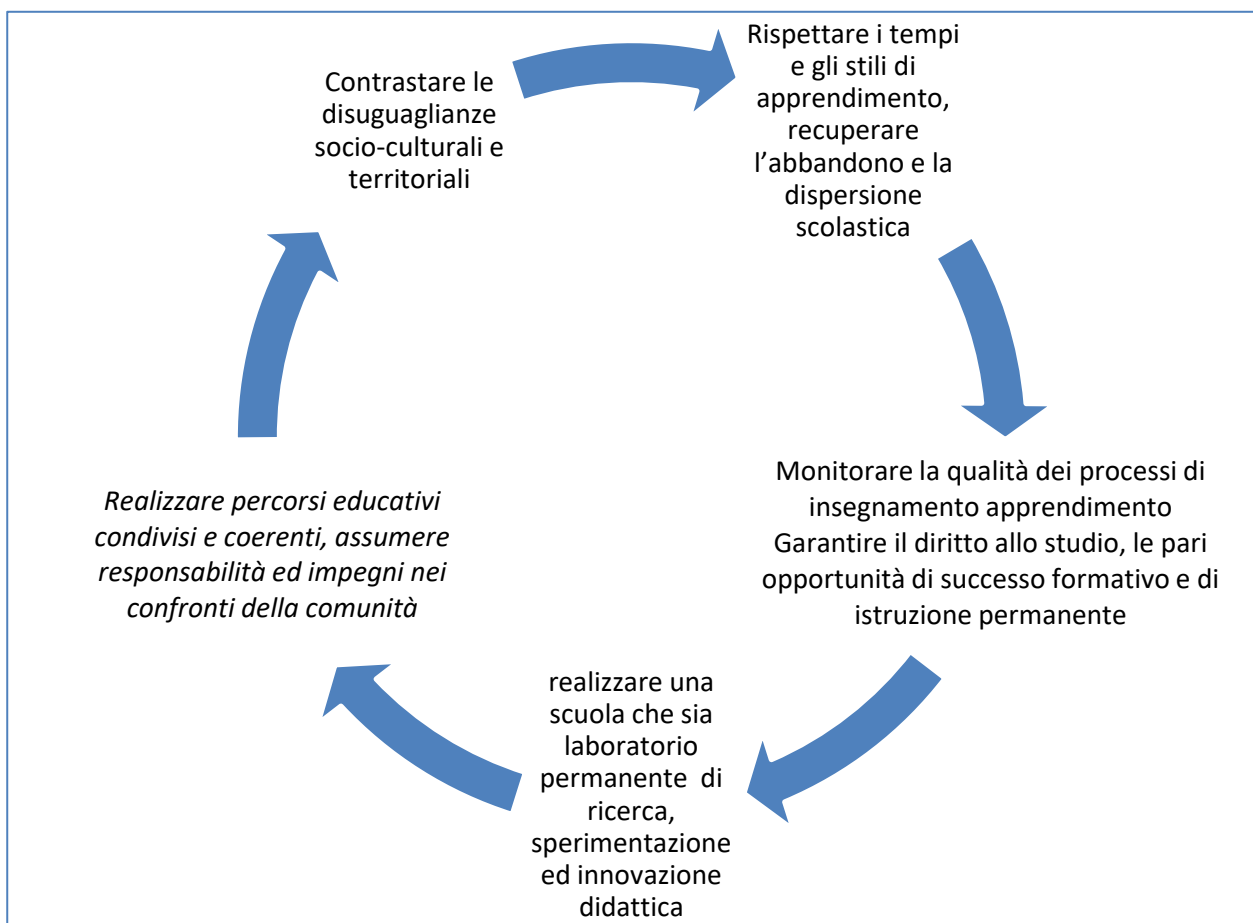 Contrastare le
disuguaglianze
socio-culturali e
territoriali
Rispettare i tempi
e gli stili di
apprendimento,
recuperare
l’abbandono e la
dispersione
scolastica
Monitorare la qualità dei processi di
insegnamento apprendimento
Garantire il diritto allo studio, le pari
opportunità di successo formativo e di
istruzione permanente
realizzare una
scuola che sia
laboratorio
permanente di
ricerca,
sperimentazione
ed innovazione
didattica
Realizzare percorsi educativi
condivisi e coerenti, assumere
responsabilità ed impegni nei
confronti della comunità